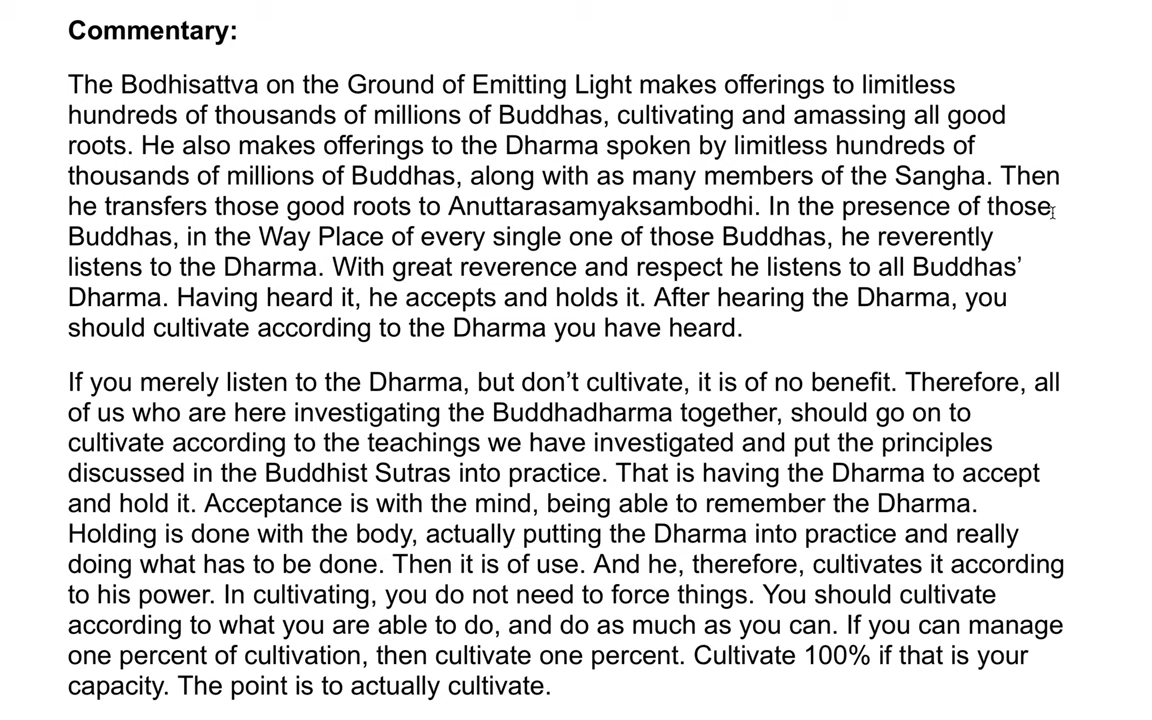 Commentary:
The Bodhisattva on the Ground of Emitting Light makes offerings to limitless
hundreds of thousands of millions of Buddhas, cultivating and amassing all good
roots. He also makes offerings to the Dharma spoken by limitless hundreds of
thousands of millions of Buddhas, along with as many members of the Sangha. Then
he transfers those good roots to Anuttarasamyaksambodhi. In the presence of those
Buddhas, in the Way Place of every single one of those Buddhas, he reverently
listens to the Dharma. With great reverence and respect he listens to all Buddhas’
Dharma. Having heard it, he accepts and holds it. After hearing the Dharma, you
should cultivate according to the Dharma you have heard.
If you merely listen to the Dharma, but don’t cultivate, it is of no benefit. Therefore, all
of us who are here investigating the Buddhadharma together, should go on to
cultivate according to the teachings we have investigated and put the principles
discussed in the Buddhist Sutras into practice. That is having the Dharma to accept
and hold it. Acceptance is with the mind, being able to remember the Dharma.
Holding is done with the body, actually putting the Dharma into practice and really
doing what has to be done. Then it is of use. And he, therefore, cultivates it according
to his power. In cultivating, you do not need to force things. You should cultivate
according to what you are able to do, and do as much as you can. If you can manage
one percent of cultivation, then cultivate one percent. Cultivate 100% if that is your
capacity. The point is to actually cultivate.